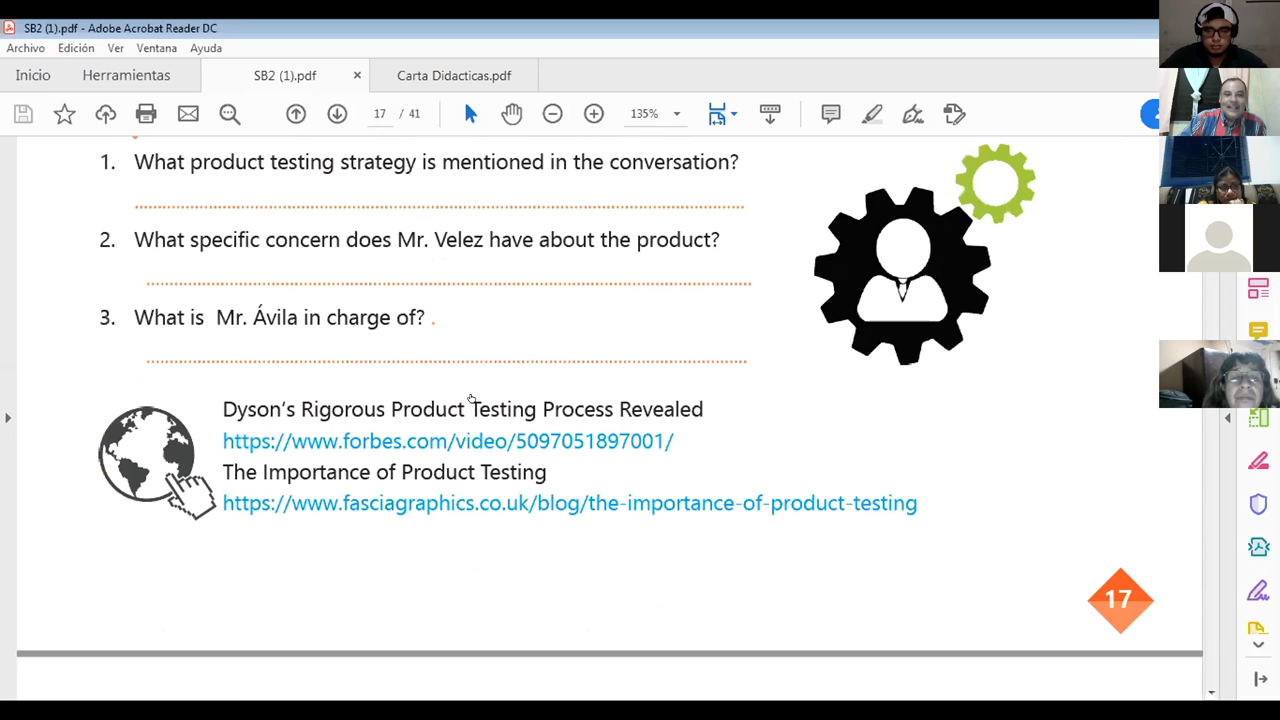 SB2 (1).pdf - Adobe Acrobat Reader DC
Archivo Edición Ver Ventana Ayuda
Inicio Herramientas SB2 (1).pdf × Carta Didacticas.pdf
17 / 41 135%
1. What product testing strategy is mentioned in the conversation?
2. What specific concern does Mr. Velez have about the product?
3. What is Mr. Ávila in charge of? .
Dyson's Rigorous Product Testing Process Revealed
https://www.forbes.com/video/5097051897001/
The Importance of Product Testing
https://www.fasciagraphics.co.uk/blog/the-importance-of-product-testing
17